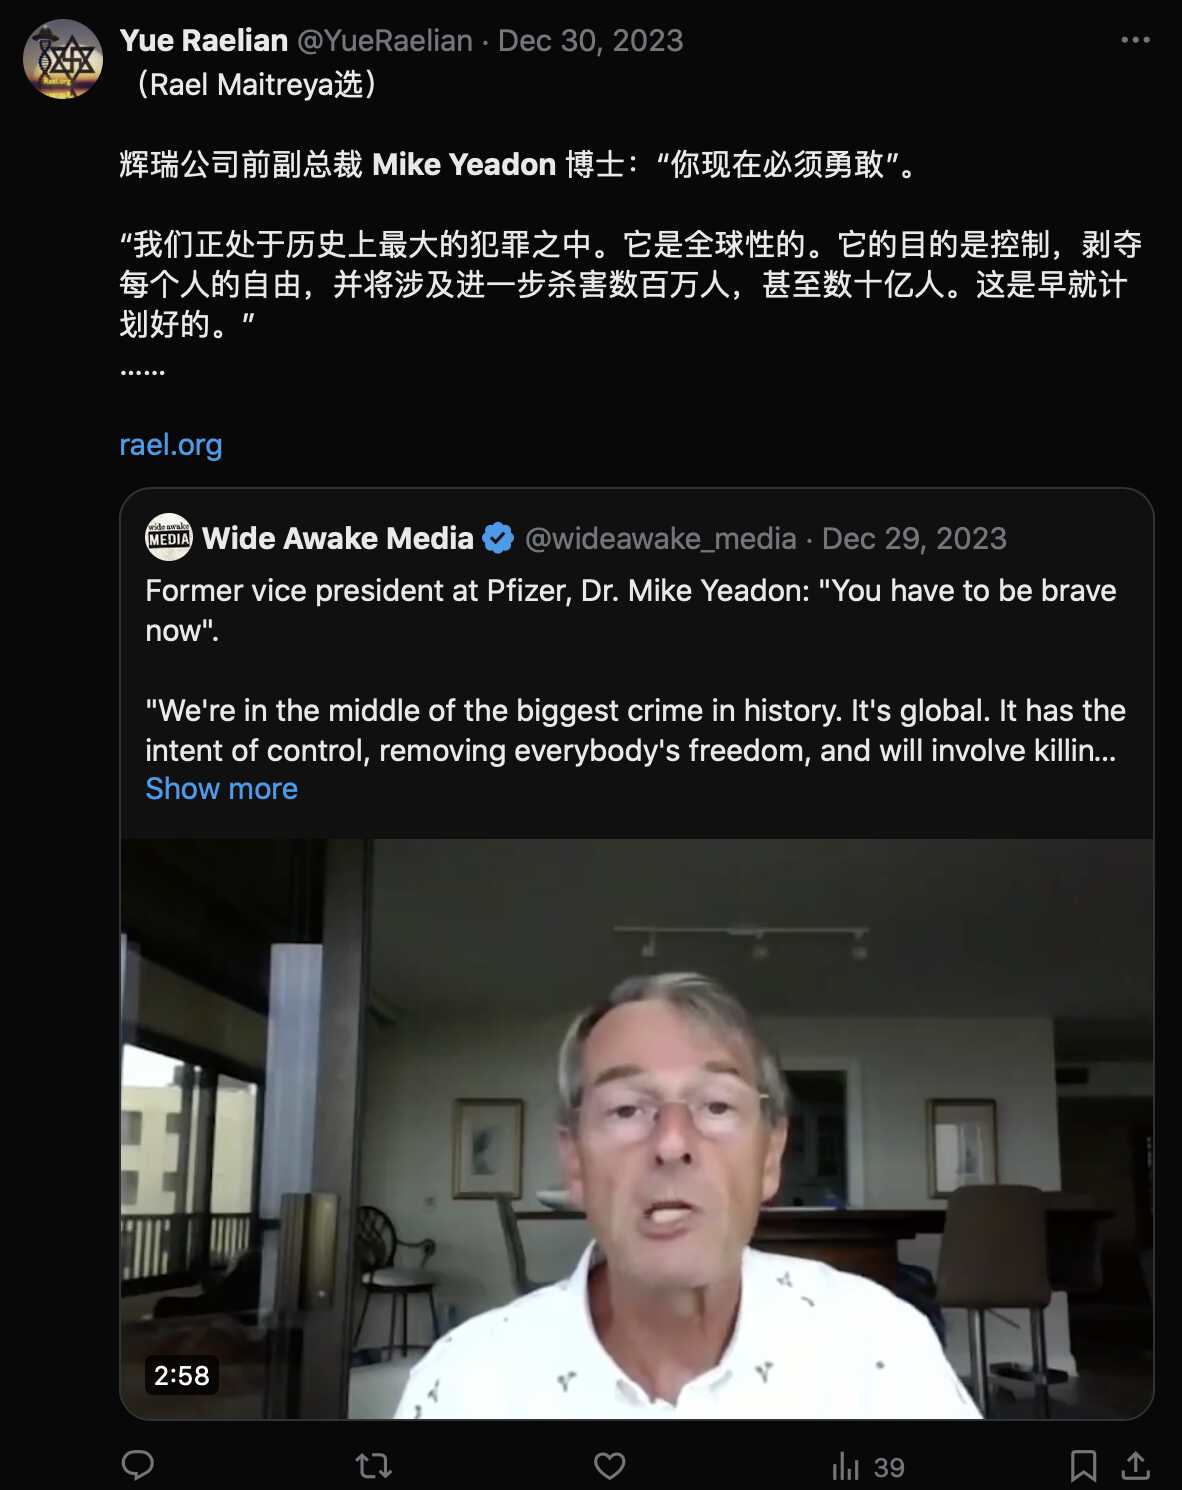 Yue Raelian @YueRaelian · Dec 30, 2023
（Rael Maitreya选）
辉瑞公司前副总裁 Mike Yeadon 博士：“你现在必须勇敢”。
“我们正处于历史上最大的犯罪之中。它是全球性的。它的目的是控制，剥夺
每个人的自由，并将涉及进一步杀害数百万人，甚至数十亿人。这是早就计
划好的。”
......
rael.org
wide awake
MEDIA
Wide Awake Media @wideawake_media · Dec 29, 2023
Former vice president at Pfizer, Dr. Mike Yeadon: "You have to be brave
now".
"We're in the middle of the biggest crime in history. It's global. It has the
intent of control, removing everybody's freedom, and will involve killin...
Show more
2:58
39